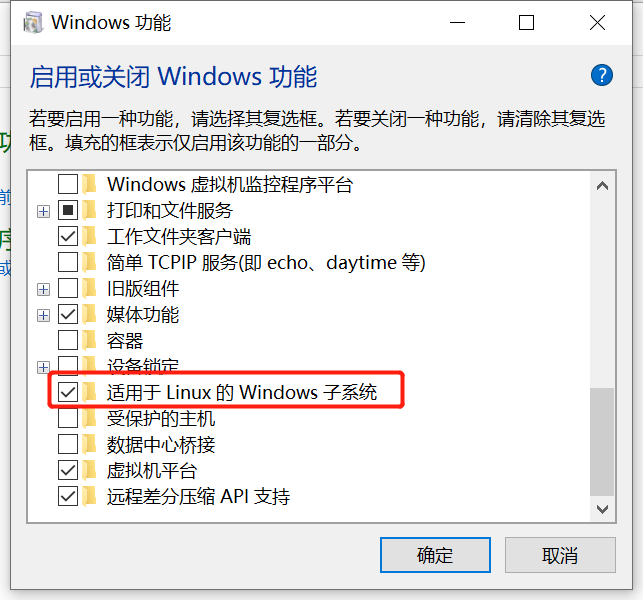 Windows 功能
启用或关闭 Windows 功能
?
若要启用一种功能，请选择其复选框。若要关闭一种功能，请清除其复选
框。填充的框表示仅启用该功能的一部分。
Windows 虚拟机监控程序平台
打印和文件服务
工作文件夹客户端
简单 TCPIP 服务(即 echo、daytime 等)
旧版组件
媒体功能
容器
设备锁定
适用于 Linux 的 Windows 子系统
受保护的主机
数据中心桥接
虚拟机平台
远程差分压缩 API 支持
确定
取消